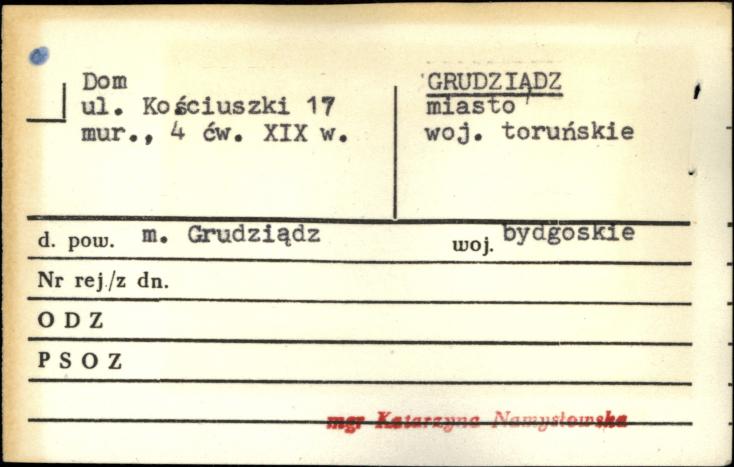 Dom
ul. Kościuszki 17
mur., 4 ćw. XIX w.
GRUDZIĄDZ
miasto
woj. toruńskie
d. pow. m. Grudziądz woj. bydgoskie
Nr rej./z dn.
ODZ
PSOZ
mgr Katarzyna Namysłowska